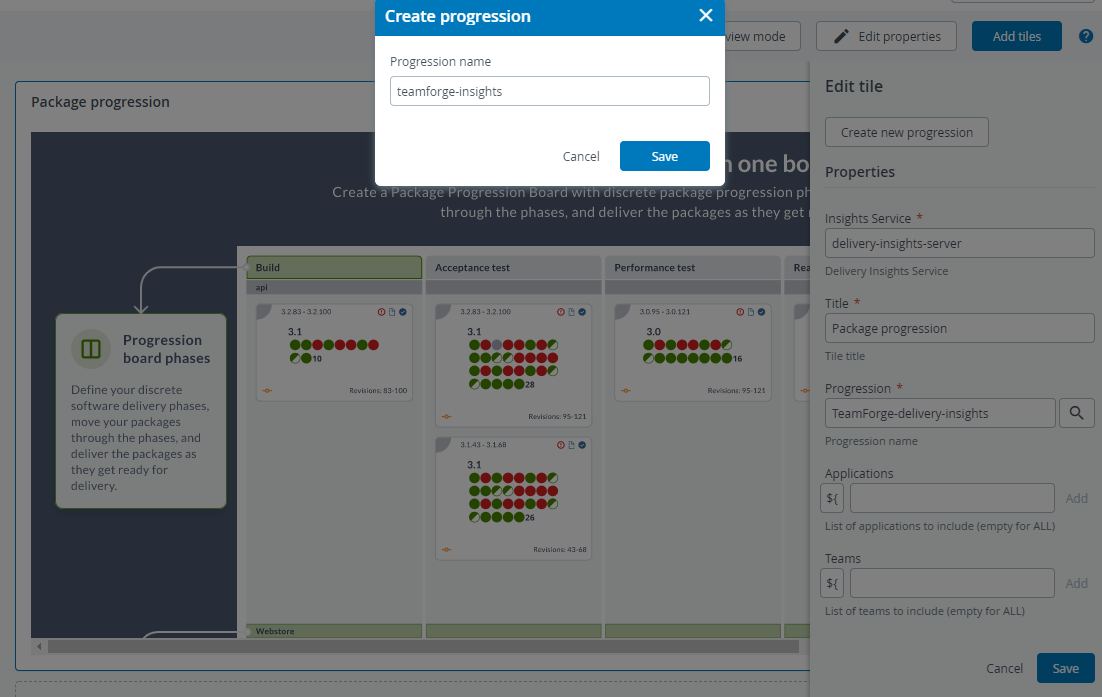 Create progression
Progression name
teamforge-insights
Cancel
Save
view mode
Edit properties
Add tiles
?
Package progression
n one bo
Create a Package Progression Board with discrete package progression ph
through the phases, and deliver the packages as they get
Progression
board phases
Define your discrete
software delivery phases,
move your packages
through the phases, and
deliver the packages as
they get ready for
delivery.
Build
Acceptance test
Performance test
Rea
api
3.2.83 - 3.2.100
3.1
10
Revisions: 83-100
3.2.83 - 3.2.100
3.1
28
Revisions: 95-121
3.1.43 - 3.1.68
3.1
26
Revisions: 43-68
3.0.95 - 3.0.121
3.0
16
Revisions: 95-121
Webstore
Edit tile
Create new progression
Properties
Insights Service *
delivery-insights-server
Delivery Insights Service
Title *
Package progression
Tile title
Progression *
TeamForge-delivery-insights
Progression name
Applications
${
Add
List of applications to include (empty for ALL)
Teams
${
Add
List of teams to include (empty for ALL)
Cancel
Save